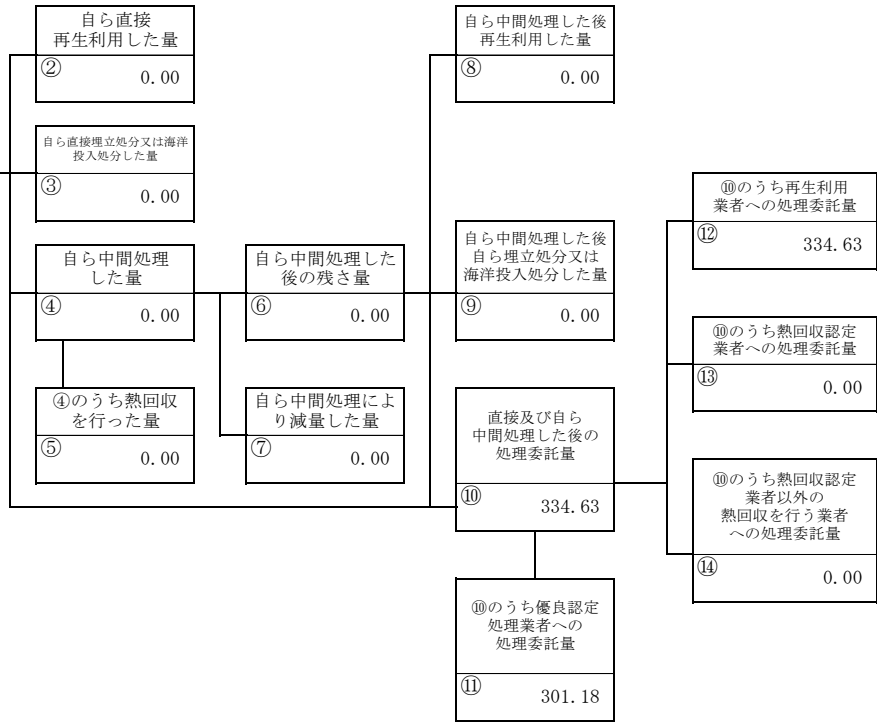 自ら直接
再生利用した量
②
0.00
自ら中間処理した後
再生利用した量
⑧
0.00
自ら直接埋立処分又は海洋
投入処分した量
③
0.00
⑩のうち再生利用
業者への処理委託量
⑫
334.63
自ら中間処理
した量
④
0.00
自ら中間処理した
後の残さ量
⑥
0.00
自ら中間処理した後
自ら埋立処分又は
海洋投入処分した量
⑨
0.00
⑩のうち熱回収認定
業者への処理委託量
⑬
0.00
④のうち熱回収
を行った量
⑤
0.00
自ら中間処理によ
り減量した量
⑦
0.00
直接及び自ら
中間処理した後の
処理委託量
⑩
334.63
⑩のうち熱回収認定
業者以外の
熱回収を行う業者
への処理委託量
⑭
0.00
⑩のうち優良認定
処理業者への
処理委託量
⑪
301.18